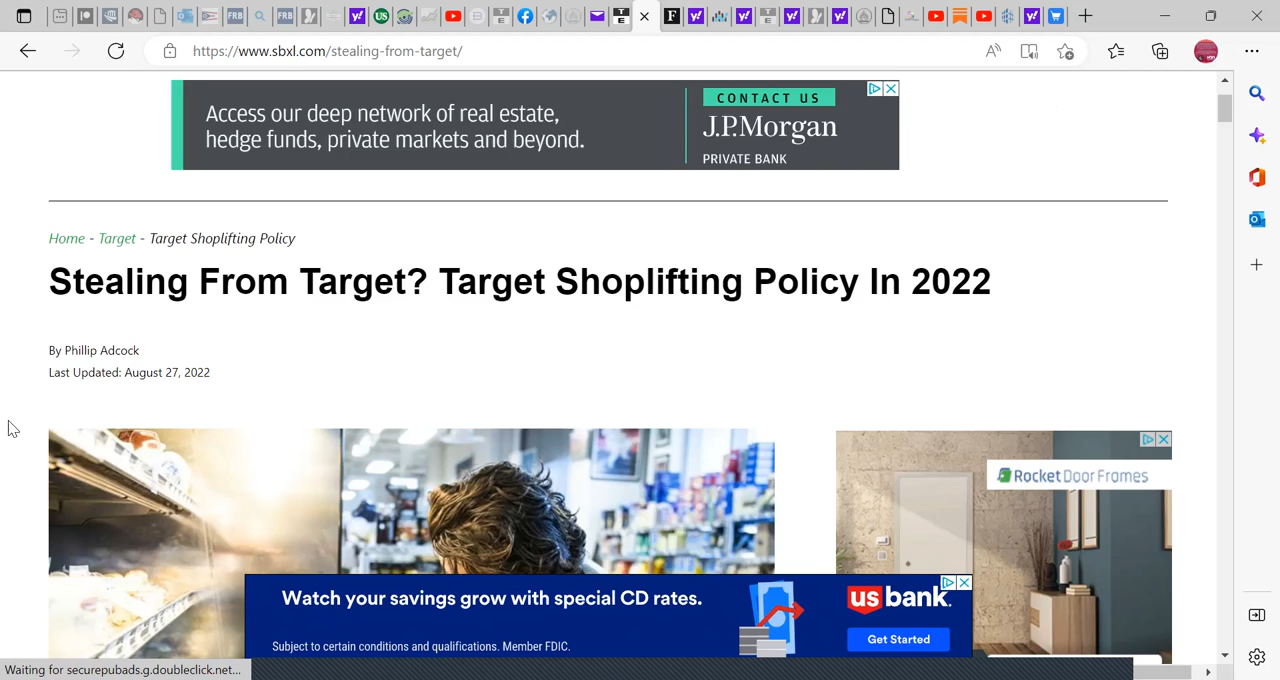 https://www.sbxl.com/stealing-from-target/
Access our deep network of real estate,
hedge funds, private markets and beyond.
CONTACT US
J.P.Morgan
PRIVATE BANK
Home - Target - Target Shoplifting Policy
Stealing From Target? Target Shoplifting Policy In 2022
By Phillip Adcock
Last Updated: August 27, 2022
Rocket Door Frames
Watch your savings grow with special CD rates.
Subject to certain conditions and qualifications. Member FDIC.
us bank.
Get Started
Waiting for securepubads.g.doubleclick.net...